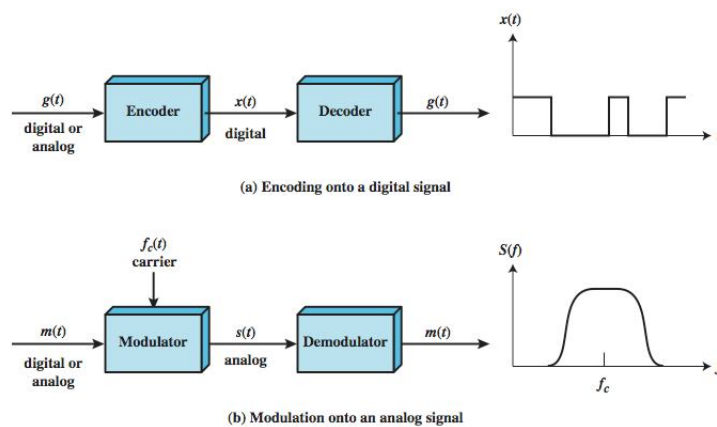 x(t)
g(t)
digital or
analog
Encoder
x(t)
digital
Decoder
g(t)
(a) Encoding onto a digital signal
f_c(t)
carrier
S(f)
m(t)
digital or
analog
Modulator
s(t)
analog
Demodulator
m(t)
f_c
(b) Modulation onto an analog signal